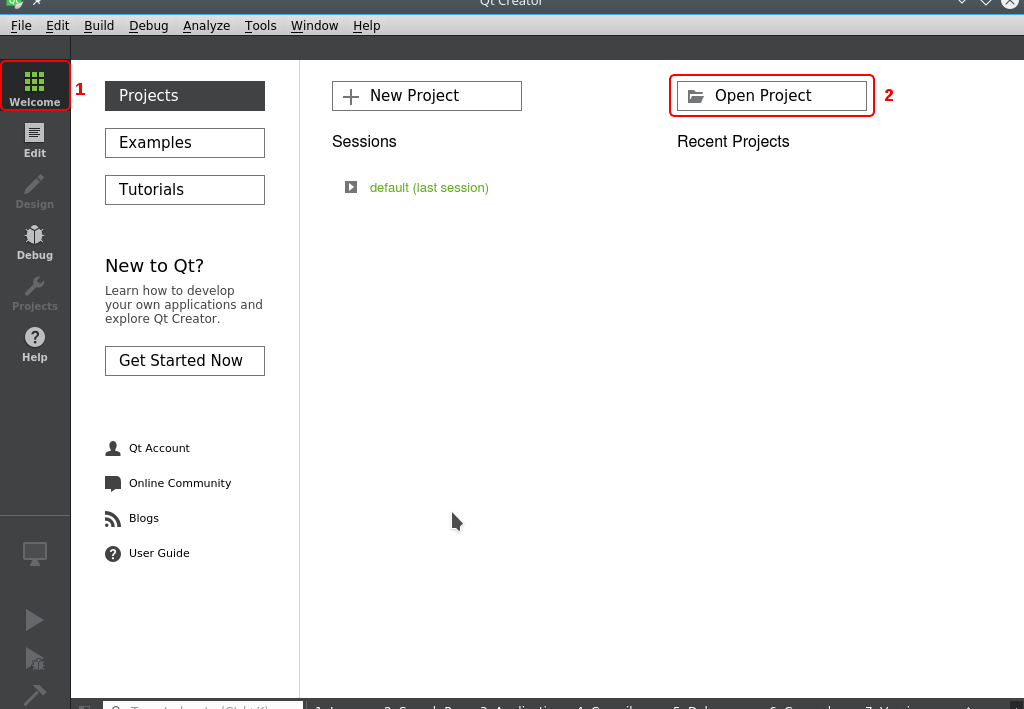 Qt Creator
File Edit Build Debug Analyze Tools Window Help
Welcome
1
Edit
Design
Debug
Projects
Help
Projects
Examples
Tutorials
New to Qt?
Learn how to develop
your own applications and
explore Qt Creator.
Get Started Now
Qt Account
Online Community
Blogs
User Guide
New Project
Sessions
default (last session)
Open Project
2
Recent Projects